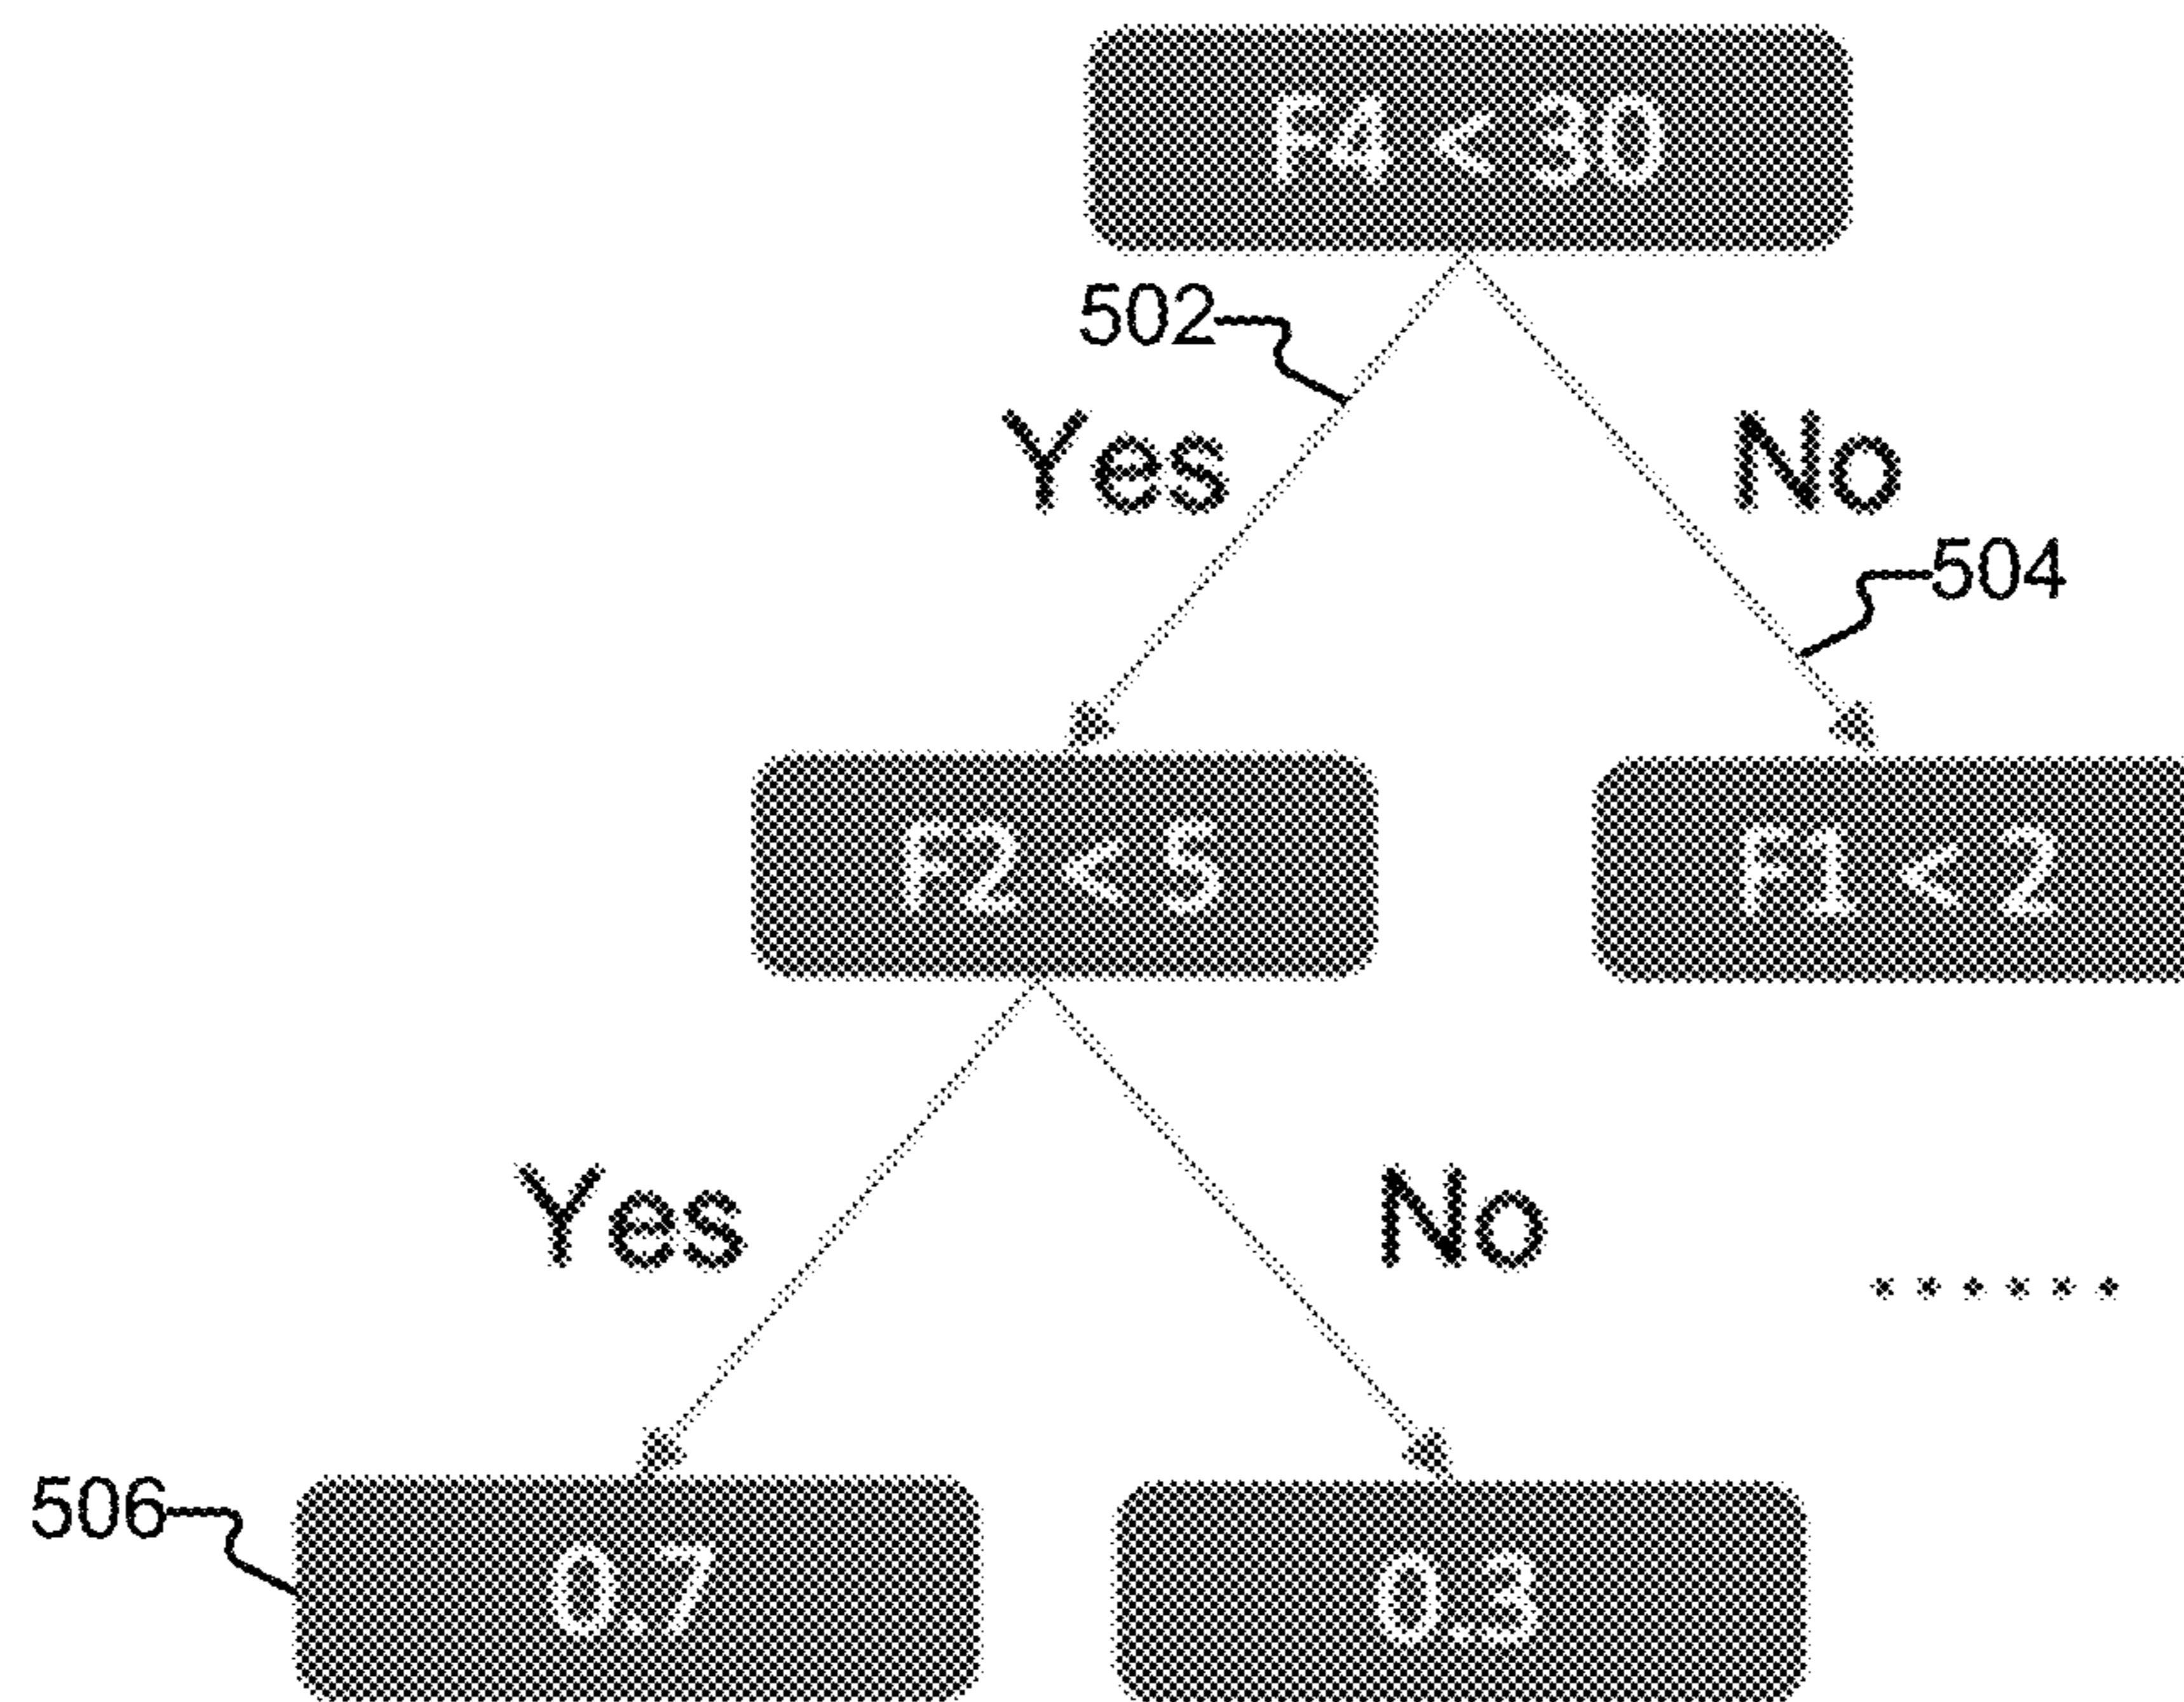 F4 < 30
502
Yes
No
504
F2 < 5
F1 < 2
Yes
No
......
506
0.7
0.3